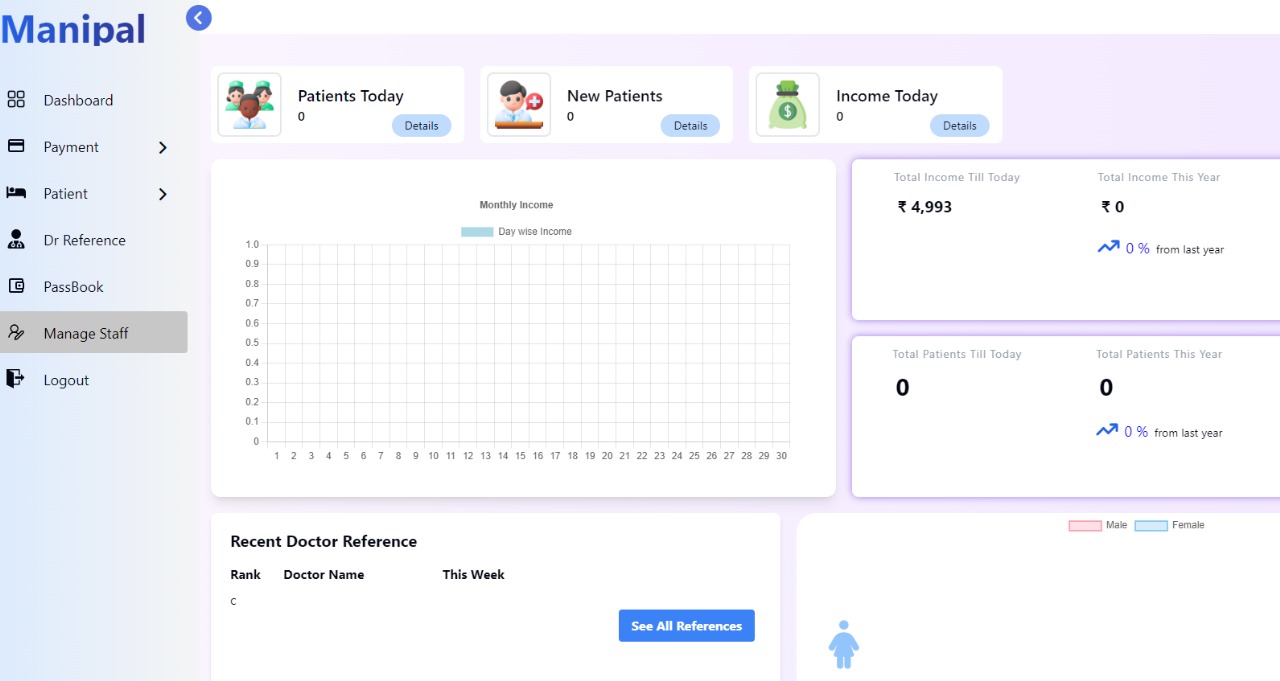 Manipal
Dashboard
Payment
Patient
Dr Reference
PassBook
Manage Staff
Logout
Patients Today
0
Details
New Patients
0
Details
Income Today
0
Details
Monthly Income
Day wise Income
1.0
0.9
0.8
0.7
0.6
0.5
0.4
0.3
0.2
0.1
0
1 2 3 4 5 6 7 8 9 10 11 12 13 14 15 16 17 18 19 20 21 22 23 24 25 26 27 28 29 30
Total Income Till Today
₹ 4,993
Total Income This Year
₹ 0
0 % from last year
Total Patients Till Today
0
Total Patients This Year
0
0 % from last year
Recent Doctor Reference
Rank Doctor Name This Week
c
See All References
Male Female